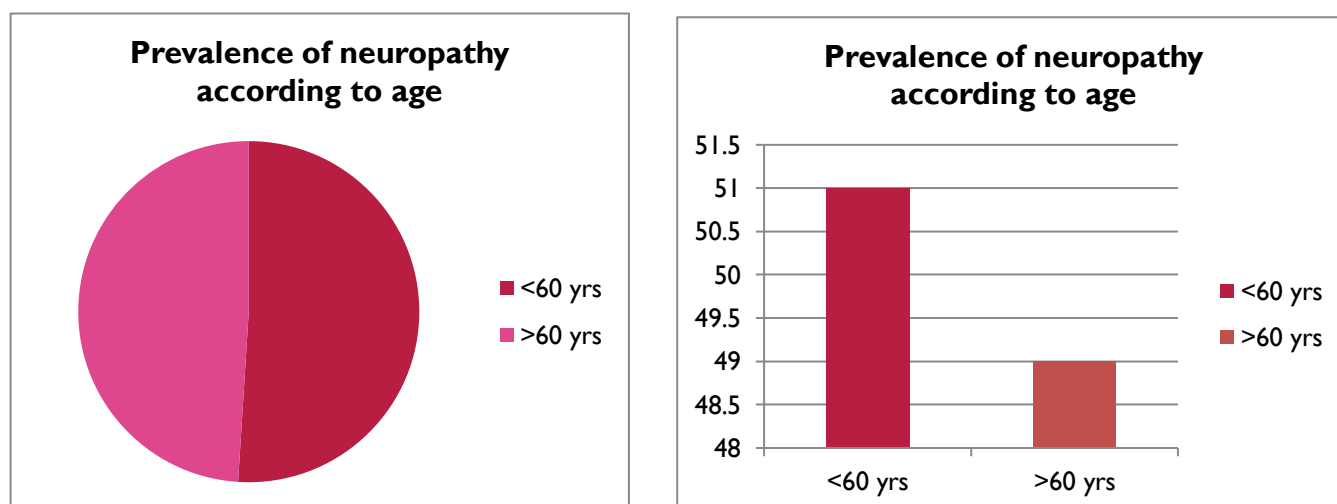 Prevalence of neuropathy
according to age
<60 yrs
>60 yrs
Prevalence of neuropathy
according to age
51.5
51
50.5
50
49.5
49
48.5
48
<60 yrs
>60 yrs
<60 yrs
>60 yrs